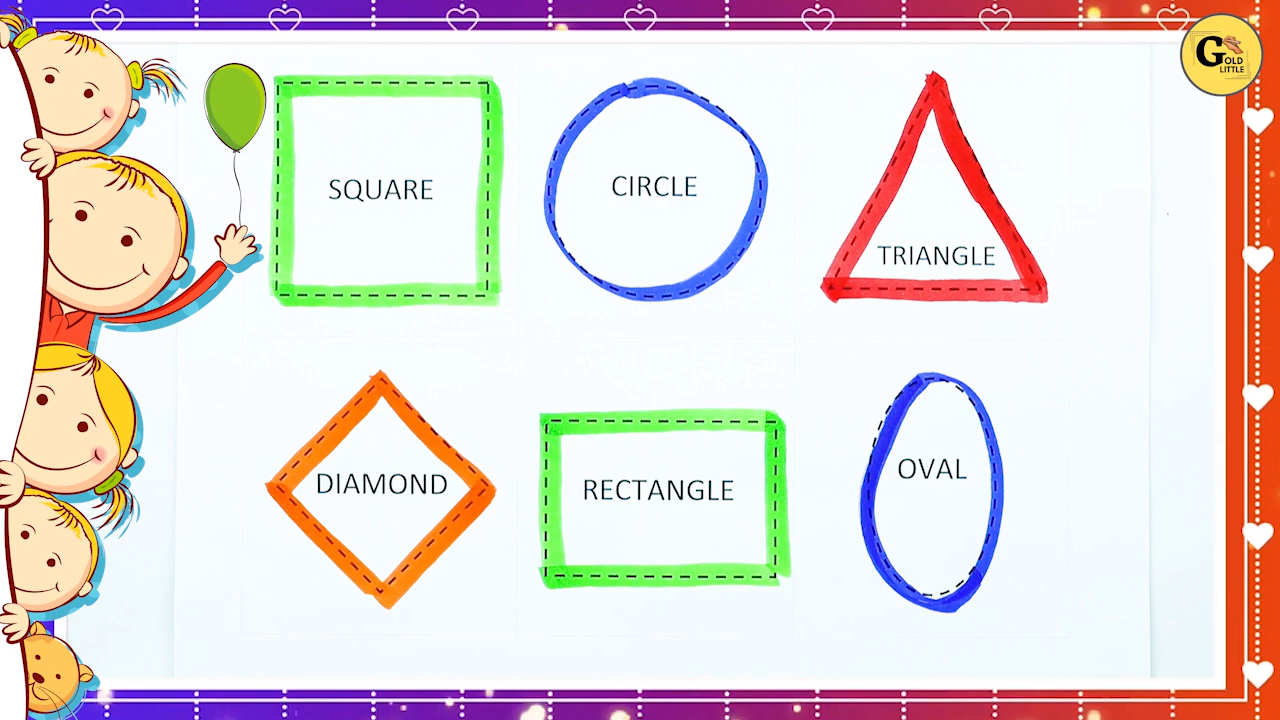 SQUARE
CIRCLE
TRIANGLE
DIAMOND
RECTANGLE
OVAL
GOLD
LITTLE